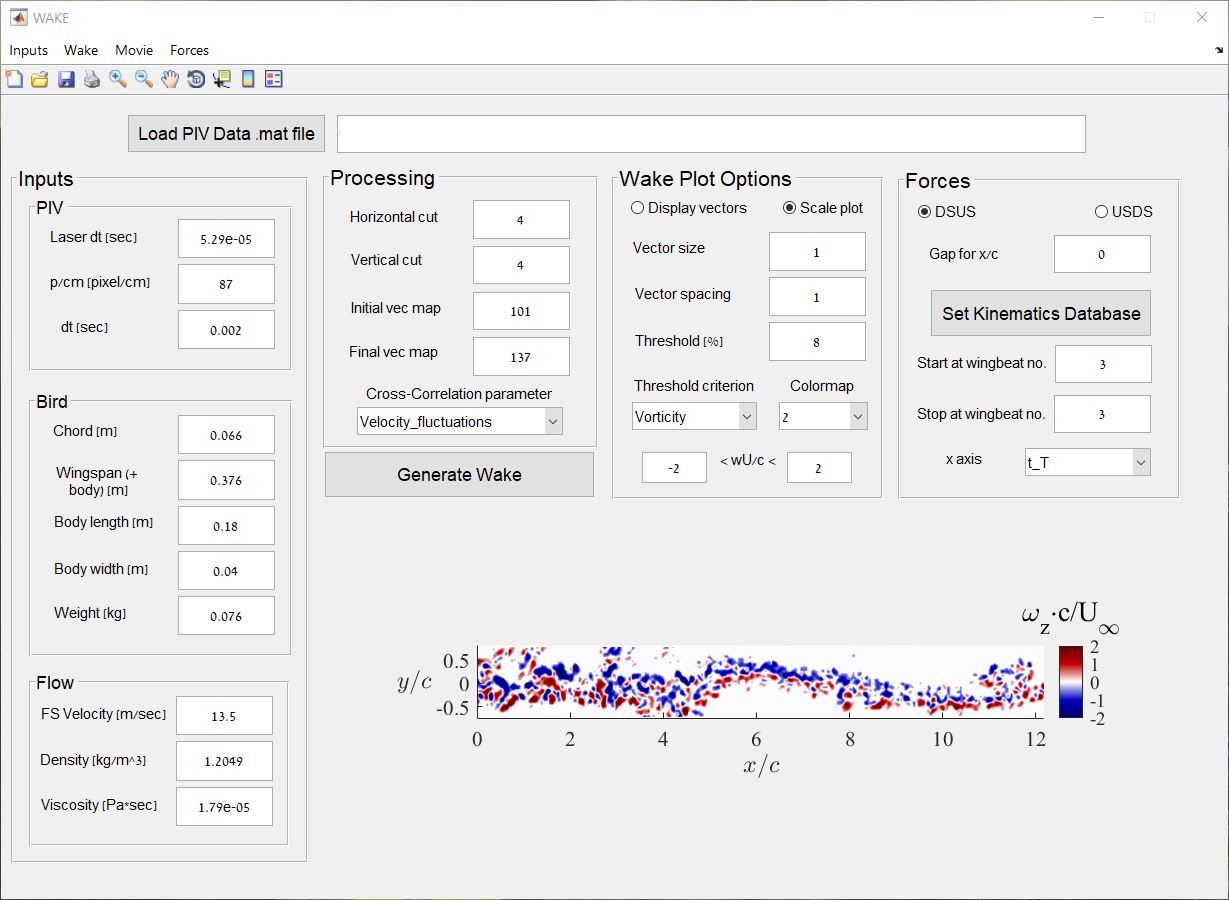 WAKE
Inputs Wake Movie Forces
Load PIV Data .mat file
Inputs
PIV
Laser dt [sec] 5.29e-05
p/cm [pixel/cm] 87
dt [sec] 0.002
Bird
Chord [m] 0.066
Wingspan (+
body) [m] 0.376
Body length [m] 0.18
Body width [m] 0.04
Weight [kg] 0.076
Flow
FS Velocity [m/sec] 13.5
Density [kg/m^3] 1.2049
Viscosity [Pa*sec] 1.79e-05
Processing
Horizontal cut 4
Vertical cut 4
Initial vec map 101
Final vec map 137
Cross-Correlation parameter
Velocity_fluctuations
Generate Wake
Wake Plot Options
Display vectors Scale plot
Vector size 1
Vector spacing 1
Threshold [%] 8
Threshold criterion Colormap
Vorticity 2
-2 < wU/c < 2
Forces
DSUS USDS
Gap for x/c 0
Set Kinematics Database
Start at wingbeat no. 3
Stop at wingbeat no. 3
x axis t_T
ω_z·c/U_∞
2
1
0
-1
-2
y/c
0.5
0
-0.5
0 2 4 6 8 10 12
x/c